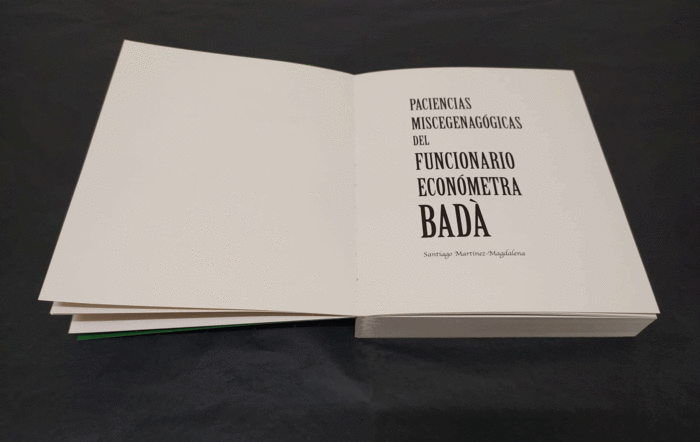 PACIENCIAS
MISCEGENAGÓGICAS
DEL
FUNCIONARIO
ECONÓMETRA
BADÀ
Santiago Martínez-Magdalena